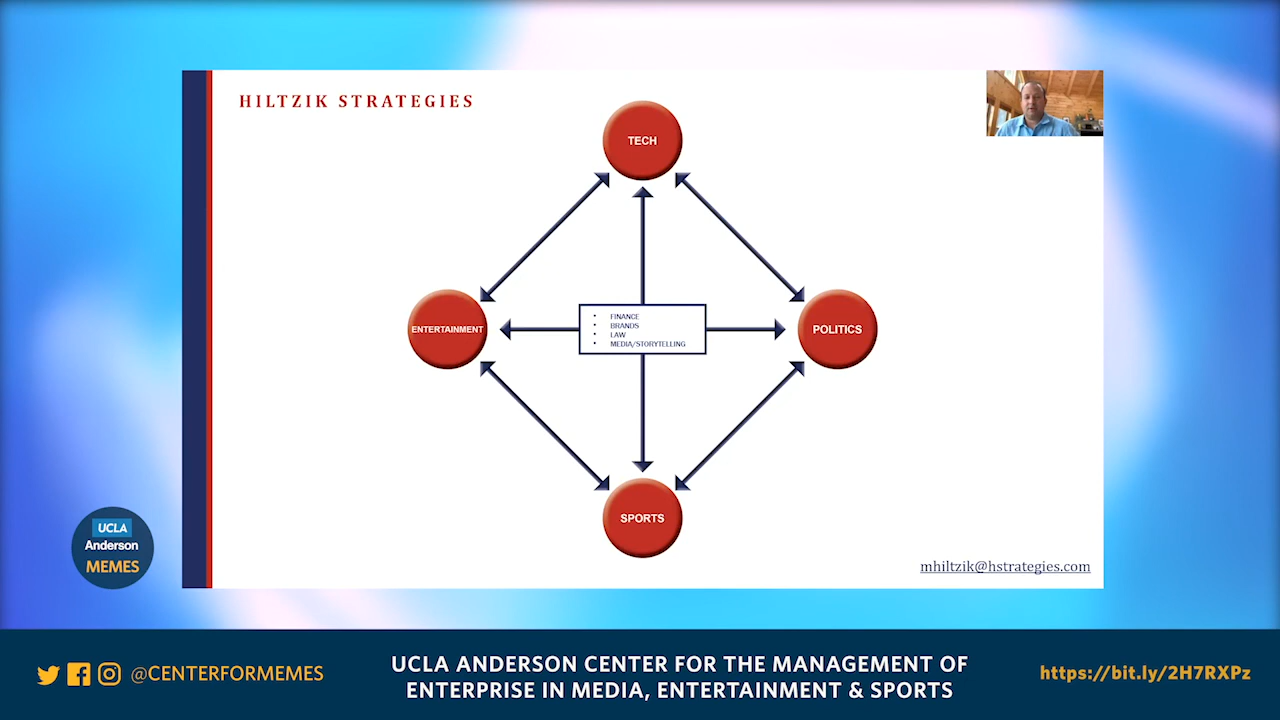 HILTZIK STRATEGIES
TECH
ENTERTAINMENT
• FINANCE
• BRANDS
• LAW
• MEDIA/STORYTELLING
POLITICS
SPORTS
mhiltzik@hstrategies.com
UCLA
Anderson
MEMES
@CENTERFORMEMES
UCLA ANDERSON CENTER FOR THE MANAGEMENT OF
ENTERPRISE IN MEDIA, ENTERTAINMENT & SPORTS
https://bit.ly/2H7RXPz